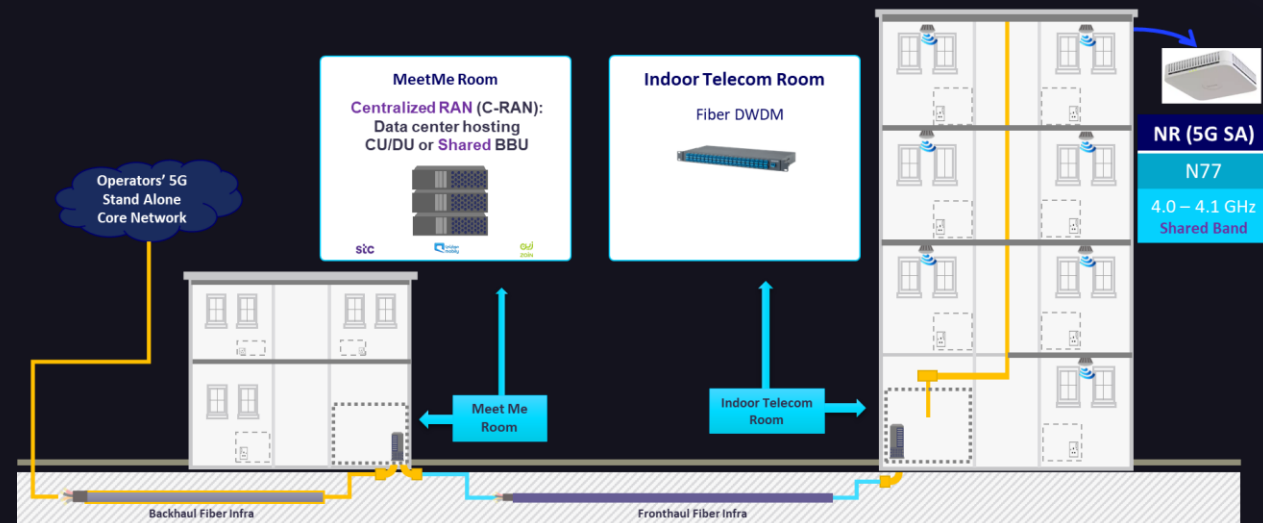 MeetMe Room
Centralized RAN (C-RAN):
Data center hosting
CU/DU or Shared BBU
stc
mobily
zain
Indoor Telecom Room
Fiber DWDM
NR (5G SA)
N77
4.0 – 4.1 GHz
Shared Band
Operators' 5G
Stand Alone
Core Network
Meet Me
Room
Indoor Telecom
Room
Backhaul Fiber Infra
Fronthaul Fiber Infra